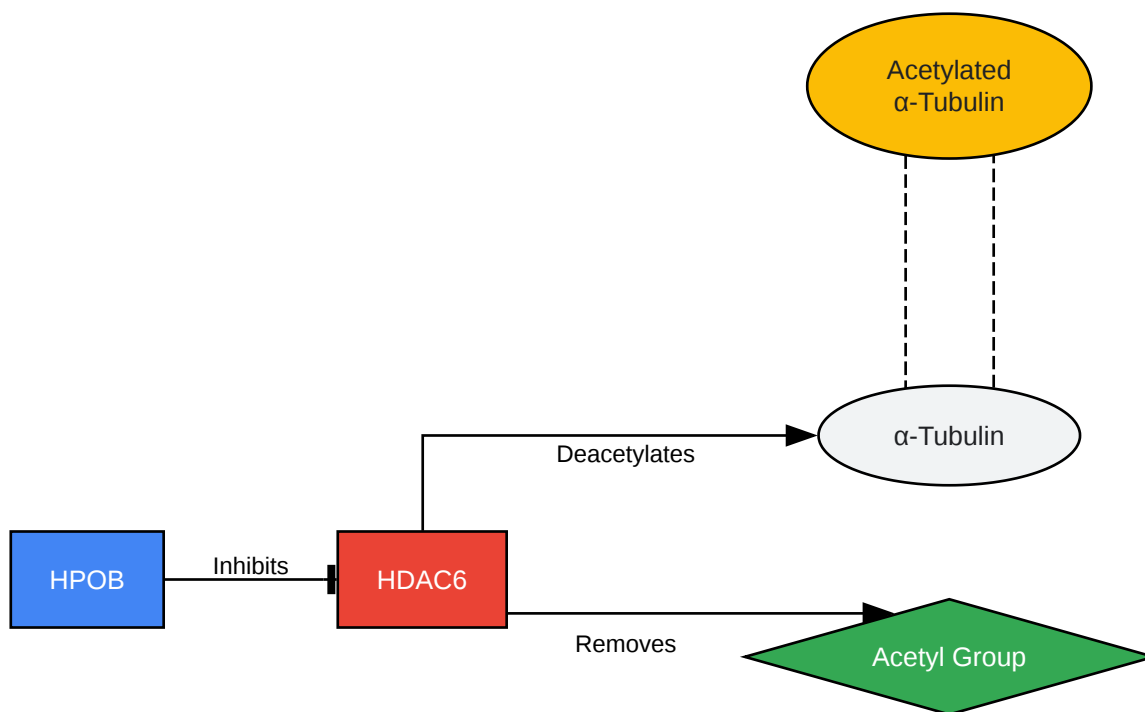 Acetylated
α-Tubulin
α-Tubulin
Deacetylates
HPOB
Inhibits
HDAC6
Removes
Acetyl Group